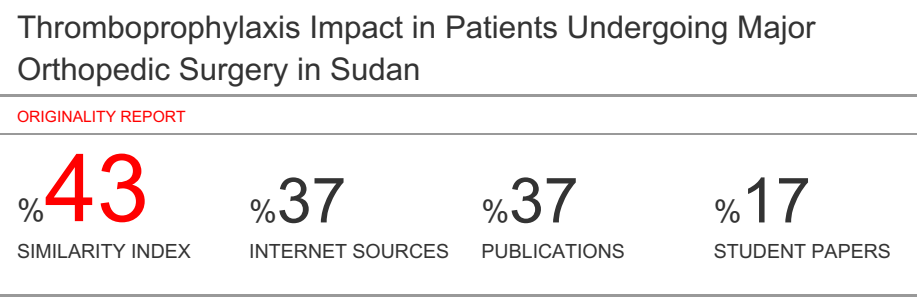 Thromboprophylaxis Impact in Patients Undergoing Major
Orthopedic Surgery in Sudan
ORIGINALITY REPORT
%43 %37 %37 %17
SIMILARITY INDEX INTERNET SOURCES PUBLICATIONS STUDENT PAPERS